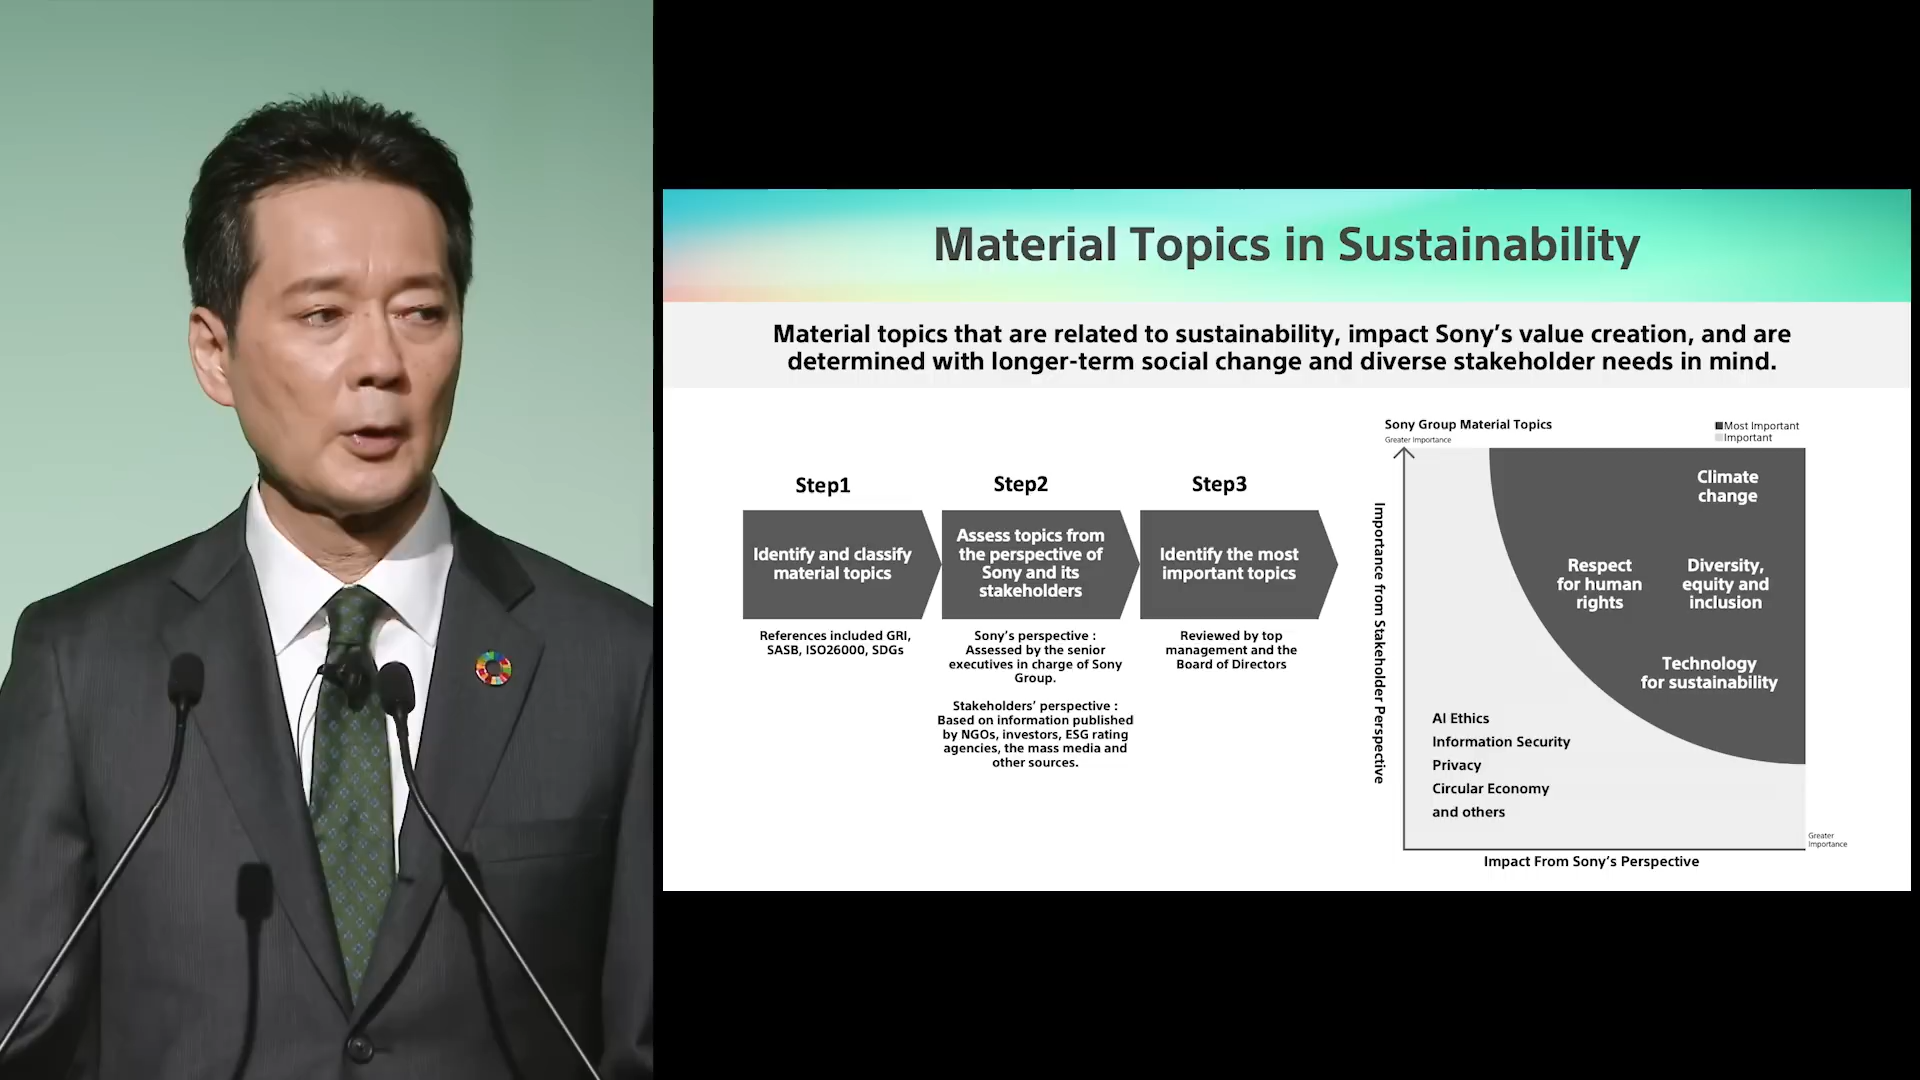 Material Topics in Sustainability
Material topics that are related to sustainability, impact Sony's value creation, and are
determined with longer-term social change and diverse stakeholder needs in mind.
Step1
Identify and classify
material topics
References included GRI,
SASB, ISO26000, SDGs
Step2
Assess topics from
the perspective of
Sony and its
stakeholders
Sony's perspective :
Assessed by the senior
executives in charge of Sony
Group.
Stakeholders' perspective :
Based on information published
by NGOs, investors, ESG rating
agencies, the mass media and
other sources.
Step3
Identify the most
important topics
Reviewed by top
management and the
Board of Directors
Sony Group Material Topics
Greater Importance
Most Important
Important
Importance from Stakeholder Perspective
Climate
change
Respect
for human
rights
Diversity,
equity and
inclusion
Technology
for sustainability
AI Ethics
Information Security
Privacy
Circular Economy
and others
Greater
Importance
Impact From Sony's Perspective